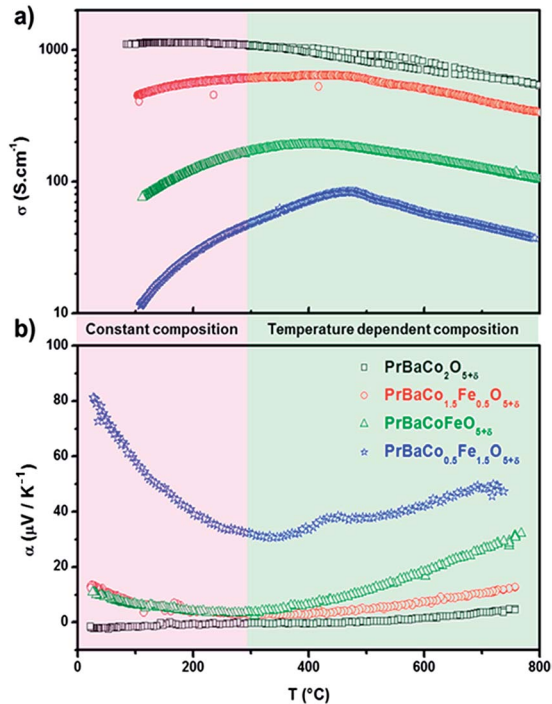 a)
1000
100
10
σ (S.cm⁻¹)
b)
Constant composition
Temperature dependent composition
100
80
60
40
20
0
α (μV / K⁻¹)
PrBaCo₂O₅₊δ
PrBaCo₁.₅Fe₀.₅O₅₊δ
PrBaCoFeO₅₊δ
PrBaCo₀.₅Fe₁.₅O₅₊δ
0 200 400 600 800
T (°C)